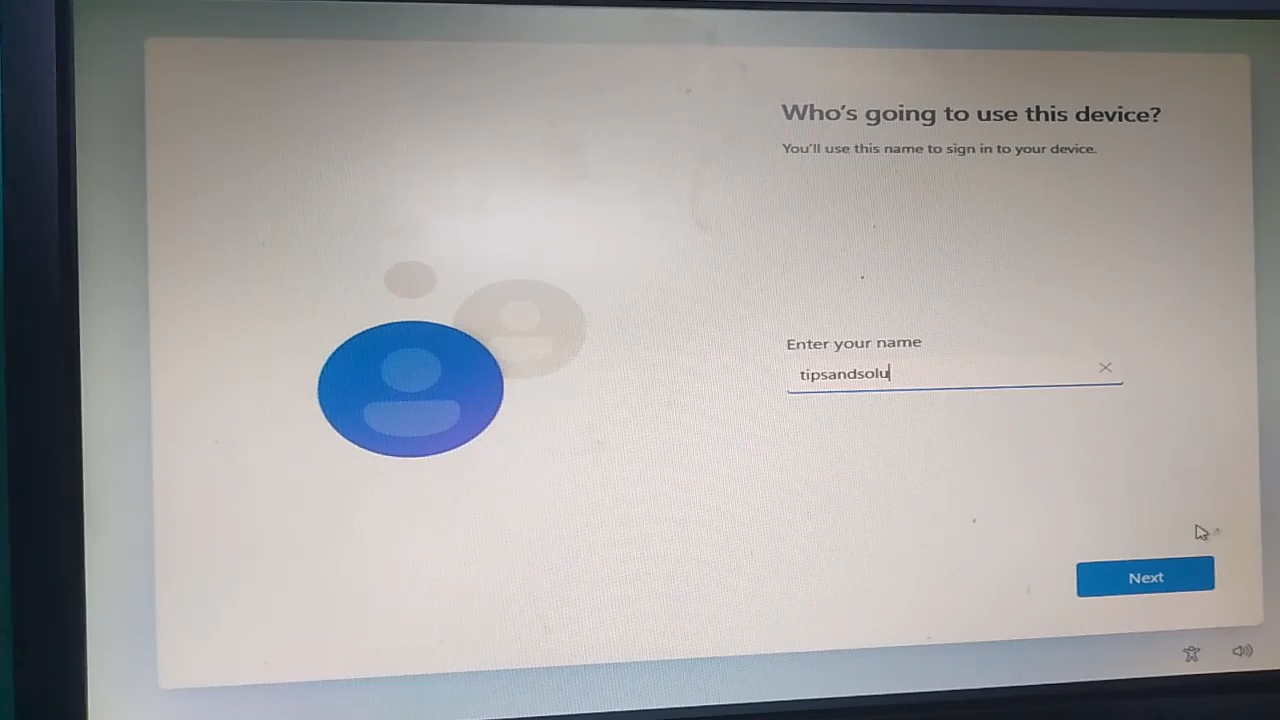 Who's going to use this device?
You'll use this name to sign in to your device.
Enter your name
tipsandsolu
Next